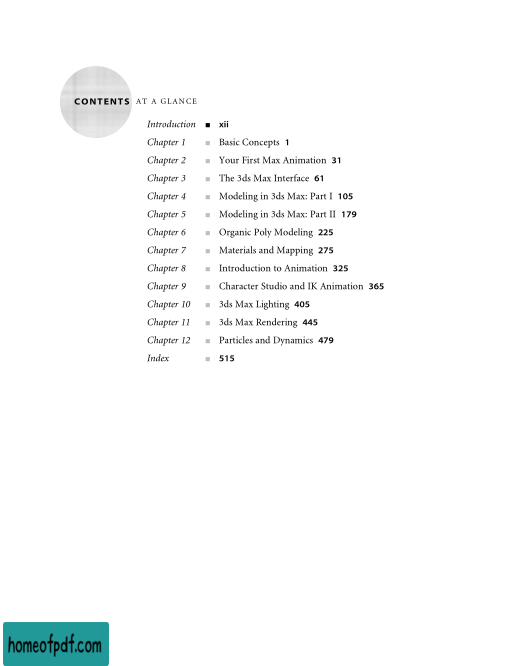 CONTENTS AT A GLANCE
Introduction ■ xii
Chapter 1 ■ Basic Concepts 1
Chapter 2 ■ Your First Max Animation 31
Chapter 3 ■ The 3ds Max Interface 61
Chapter 4 ■ Modeling in 3ds Max: Part I 105
Chapter 5 ■ Modeling in 3ds Max: Part II 179
Chapter 6 ■ Organic Poly Modeling 225
Chapter 7 ■ Materials and Mapping 275
Chapter 8 ■ Introduction to Animation 325
Chapter 9 ■ Character Studio and IK Animation 365
Chapter 10 ■ 3ds Max Lighting 405
Chapter 11 ■ 3ds Max Rendering 445
Chapter 12 ■ Particles and Dynamics 479
Index ■ 515
homeofpdf.com